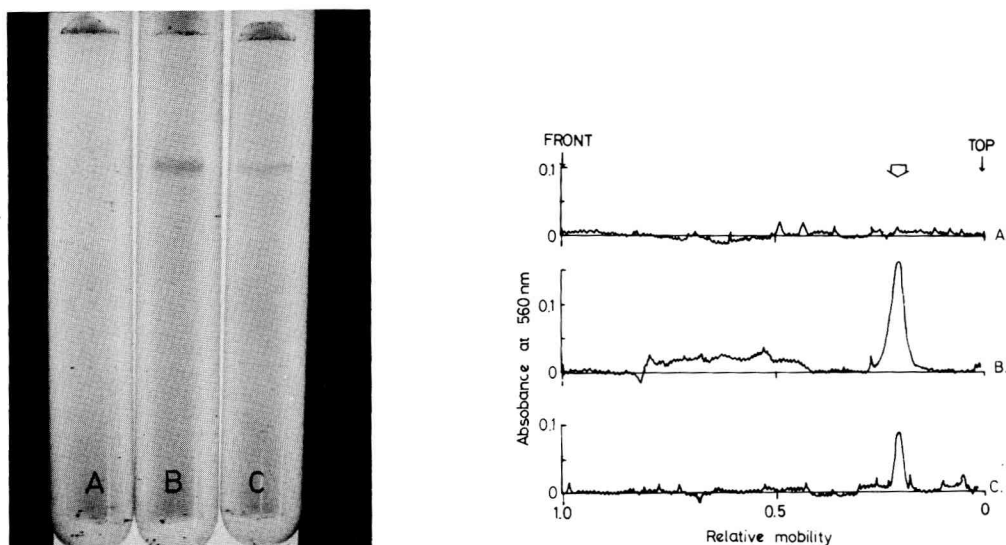 A B C
FRONT
TOP
0.1
0
A.
0.1
0
B.
0.1
0
C.
1.0 0.5 0
Absobance at 560 nm
Relative mobility